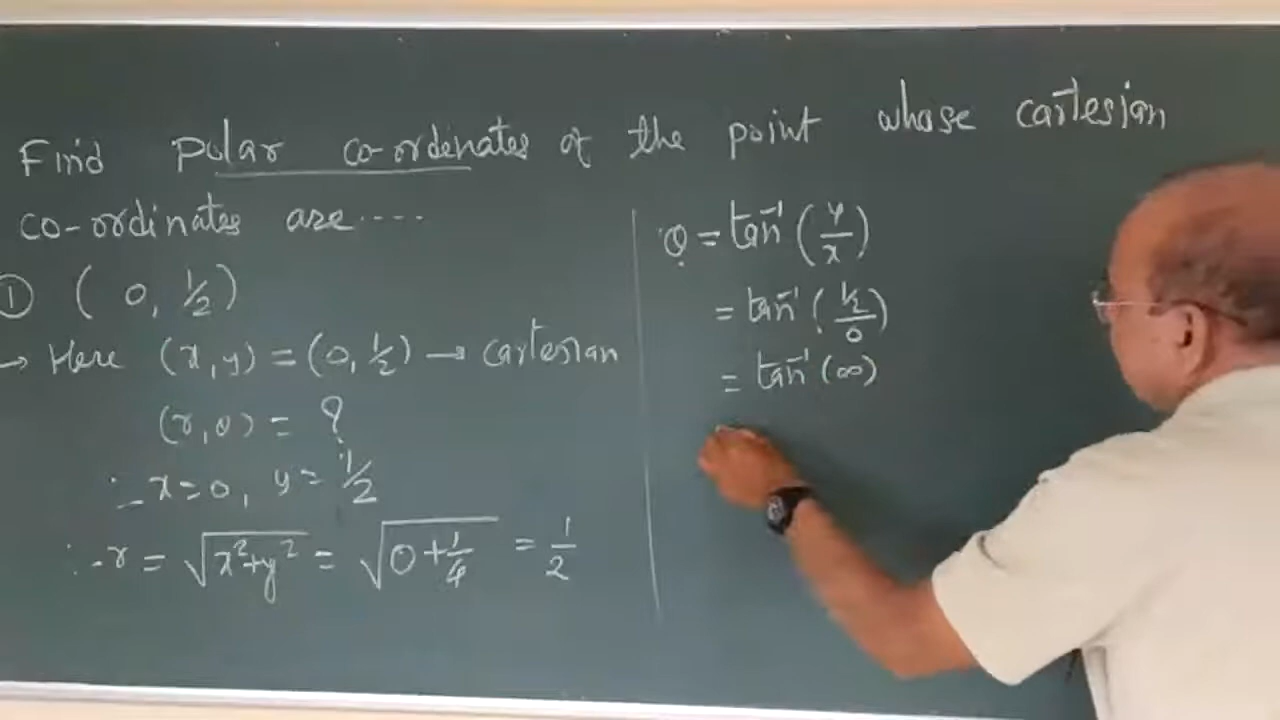 Find Polar co-ordenates of the point whose cartesian
co-ordinates are ....
① ( 0, 1/2 )
→ Here (x, y) = (0, 1/2) → cartesian
(r, θ) = ?
∵ x = 0, y = 1/2
∴ r = √(x² + y²) = √(0 + 1/4) = 1/2
θ = tan⁻¹ (y/x)
= tan⁻¹ ((1/2)/0)
= tan⁻¹ (∞)